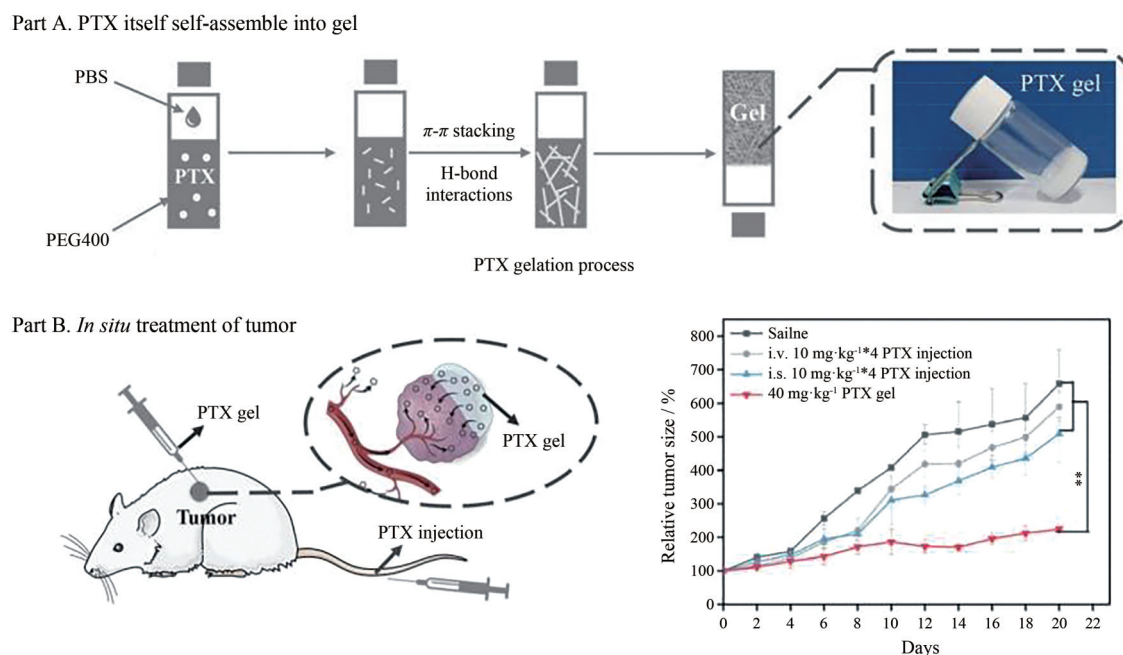 Part A. PTX itself self-assemble into gel
PBS
PTX
PEG400
π-π stacking
H-bond
interactions
Gel
PTX gel
PTX gelation process
Part B. In situ treatment of tumor
PTX gel
Tumor
PTX gel
PTX injection
Sailne
i.v. 10 mg·kg⁻¹*4 PTX injection
i.s. 10 mg·kg⁻¹*4 PTX injection
40 mg·kg⁻¹ PTX gel
**
Relative tumor size / %
800
700
600
500
400
300
200
100
0
0 2 4 6 8 10 12 14 16 18 20 22
Days